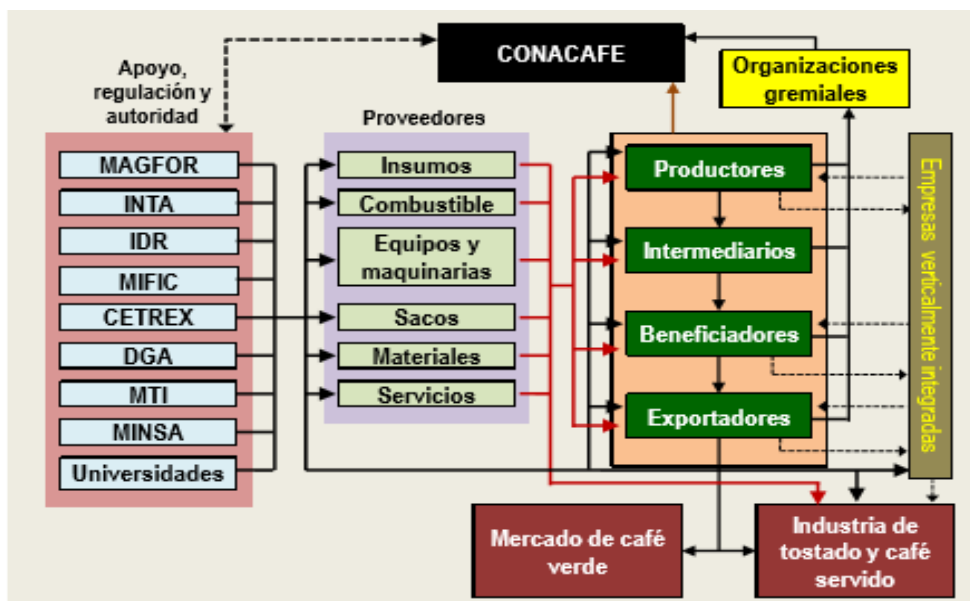 CONACAFE
Apoyo,
regulación y
autoridad
MAGFOR
INTA
IDR
MIFIC
CETREX
DGA
MTI
MINSA
Universidades
Proveedores
Insumos
Combustible
Equipos y
maquinarias
Sacos
Materiales
Servicios
Organizaciones
gremiales
Productores
Intermediarios
Beneficiadores
Exportadores
Empresas verticalmente integradas
Mercado de café
verde
Industria de
tostado y café
servido